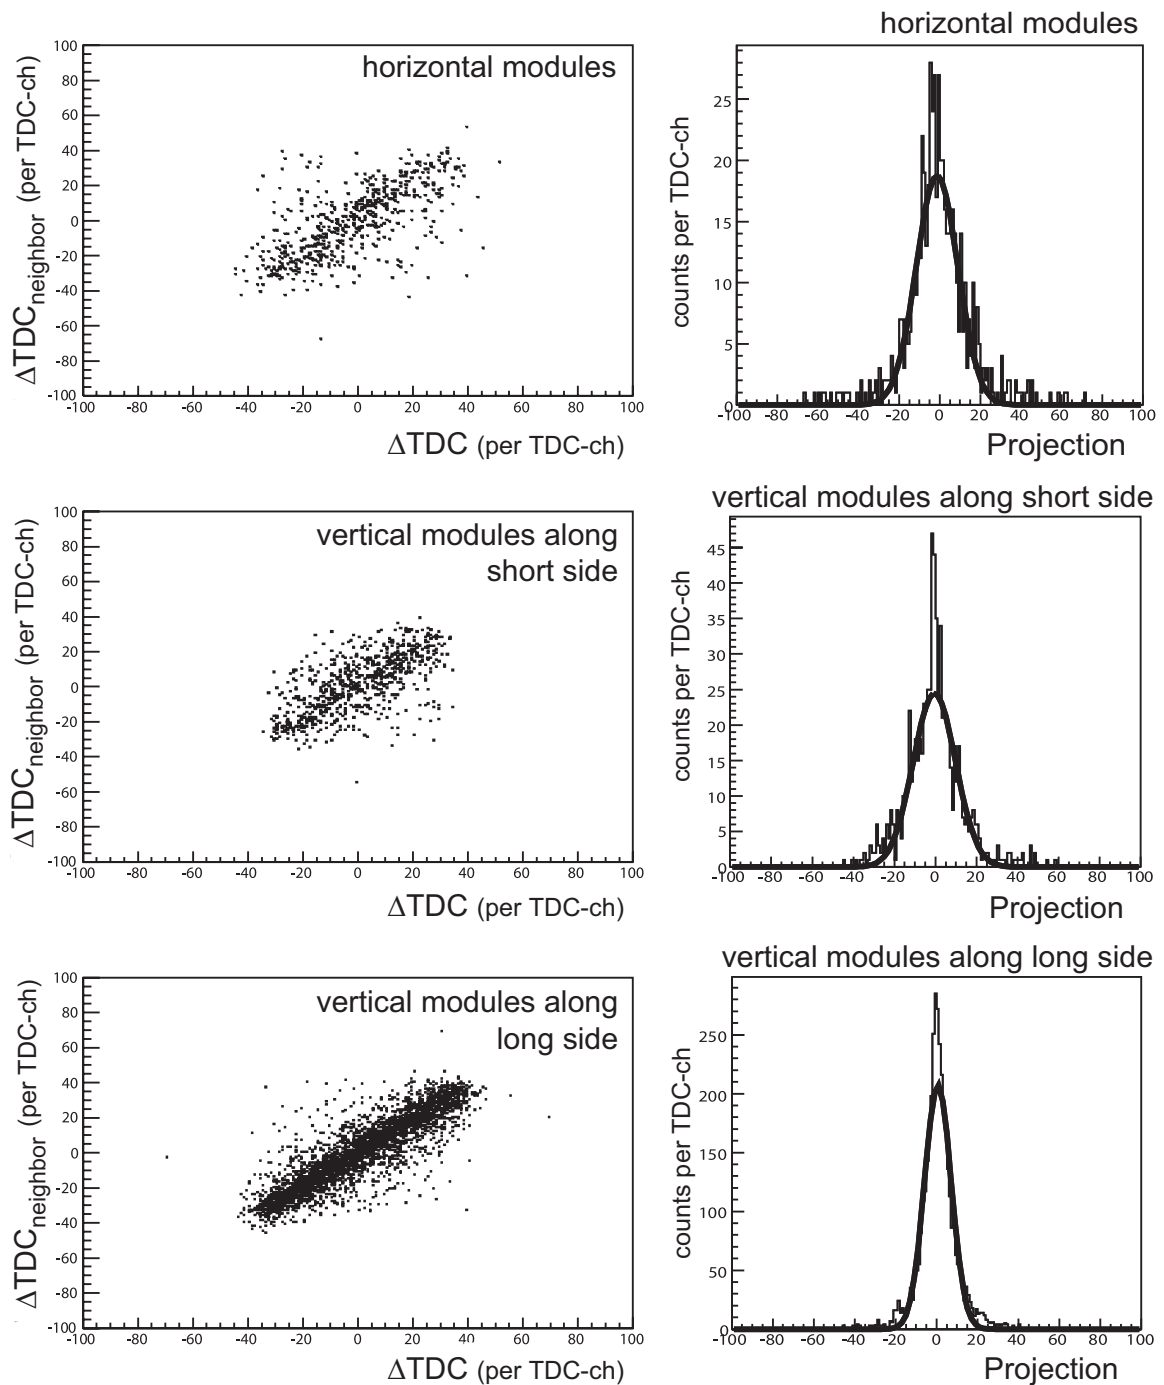 horizontal modules
horizontal modules
ΔTDCneighbor (per TDC-ch)
100
80
60
40
20
0
-20
-40
-60
-80
-100
-100 -80 -60 -40 -20 0 20 40 60 80 100
ΔTDC (per TDC-ch)
counts per TDC-ch
25
20
15
10
5
0
-100 -80 -60 -40 -20 0 20 40 60 80 100
Projection
vertical modules along
short side
ΔTDCneighbor (per TDC-ch)
100
80
60
40
20
0
-20
-40
-60
-80
-100
-100 -80 -60 -40 -20 0 20 40 60 80 100
ΔTDC (per TDC-ch)
vertical modules along short side
counts per TDC-ch
45
40
35
30
25
20
15
10
5
0
-100 -80 -60 -40 -20 0 20 40 60 80 100
Projection
vertical modules along
long side
ΔTDCneighbor (per TDC-ch)
100
80
60
40
20
0
-20
-40
-60
-80
-100
-100 -80 -60 -40 -20 0 20 40 60 80 100
ΔTDC (per TDC-ch)
vertical modules along long side
counts per TDC-ch
250
200
150
100
50
0
-100 -80 -60 -40 -20 0 20 40 60 80 100
Projection